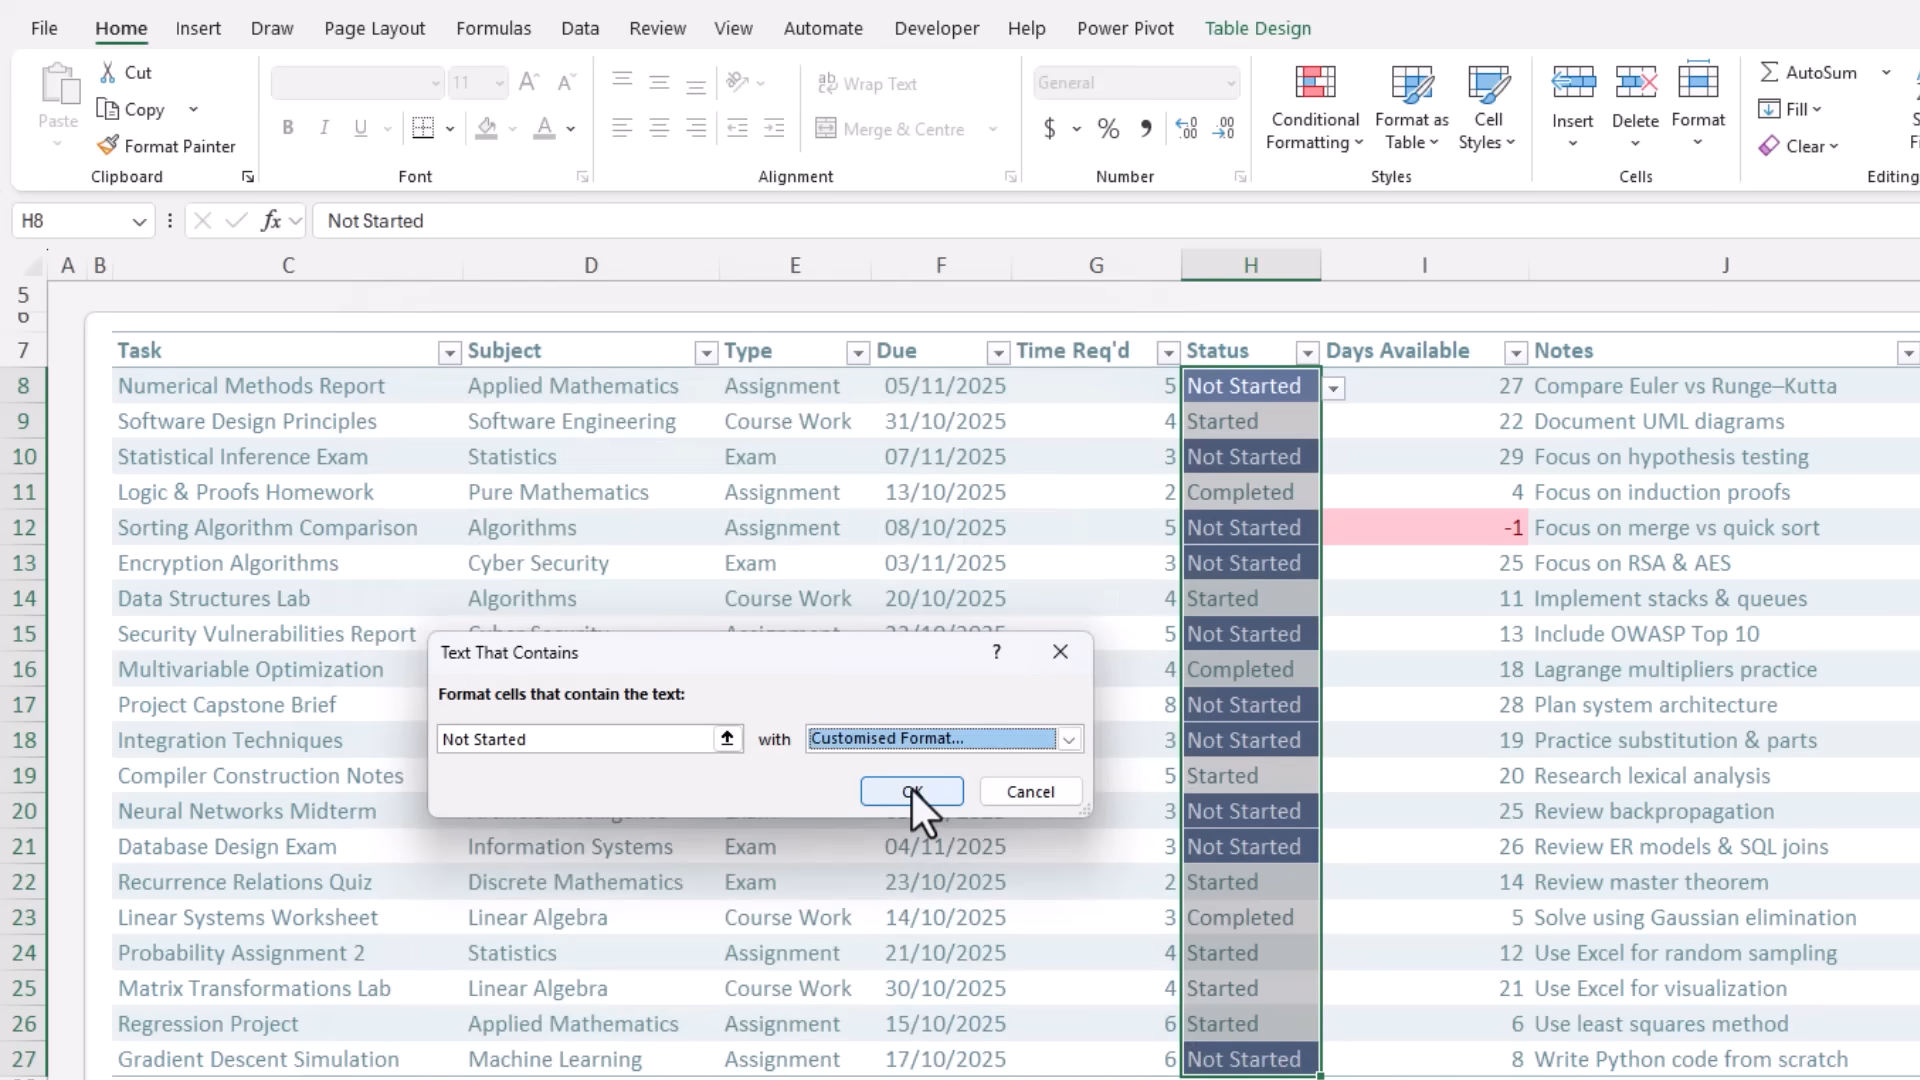 File Home Insert Draw Page Layout Formulas Data Review View Automate Developer Help Power Pivot Table Design
Paste Cut Copy Format Painter Clipboard
11 B I U Font
Wrap Text Merge & Centre Alignment
General $ % Number
Conditional Formatting Format as Table Cell Styles Styles
Insert Delete Format Cells
AutoSum Fill Clear Editing
H8 fx Not Started
A B C D E F G H I J
5
6
7 Task Subject Type Due Time Req'd Status Days Available Notes
8 Numerical Methods Report Applied Mathematics Assignment 05/11/2025 5 Not Started 27 Compare Euler vs Runge–Kutta
9 Software Design Principles Software Engineering Course Work 31/10/2025 4 Started 22 Document UML diagrams
10 Statistical Inference Exam Statistics Exam 07/11/2025 3 Not Started 29 Focus on hypothesis testing
11 Logic & Proofs Homework Pure Mathematics Assignment 13/10/2025 2 Completed 4 Focus on induction proofs
12 Sorting Algorithm Comparison Algorithms Assignment 08/10/2025 5 Not Started -1 Focus on merge vs quick sort
13 Encryption Algorithms Cyber Security Exam 03/11/2025 3 Not Started 25 Focus on RSA & AES
14 Data Structures Lab Algorithms Course Work 20/10/2025 4 Started 11 Implement stacks & queues
15 Security Vulnerabilities Report 5 Not Started 13 Include OWASP Top 10
16 Multivariable Optimization 4 Completed 18 Lagrange multipliers practice
17 Project Capstone Brief 8 Not Started 28 Plan system architecture
18 Integration Techniques 3 Not Started 19 Practice substitution & parts
19 Compiler Construction Notes 5 Started 20 Research lexical analysis
20 Neural Networks Midterm 3 Not Started 25 Review backpropagation
21 Database Design Exam Information Systems Exam 04/11/2025 3 Not Started 26 Review ER models & SQL joins
22 Recurrence Relations Quiz Discrete Mathematics Exam 23/10/2025 2 Started 14 Review master theorem
23 Linear Systems Worksheet Linear Algebra Course Work 14/10/2025 3 Completed 5 Solve using Gaussian elimination
24 Probability Assignment 2 Statistics Assignment 21/10/2025 4 Started 12 Use Excel for random sampling
25 Matrix Transformations Lab Linear Algebra Course Work 30/10/2025 4 Started 21 Use Excel for visualization
26 Regression Project Applied Mathematics Assignment 15/10/2025 6 Started 6 Use least squares method
27 Gradient Descent Simulation Machine Learning Assignment 17/10/2025 6 Not Started 8 Write Python code from scratch
Text That Contains ?
Format cells that contain the text:
Not Started with Customised Format...
OK Cancel